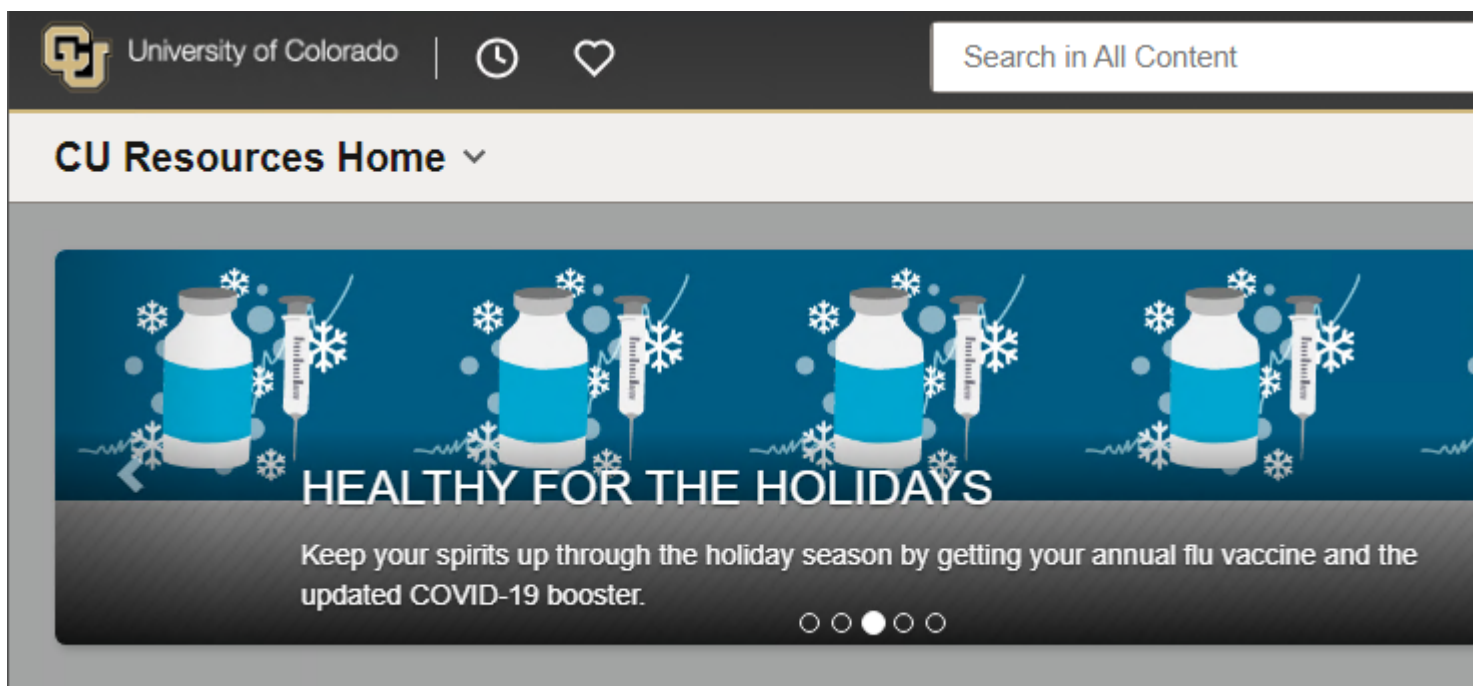 CU University of Colorado
Search in All Content
CU Resources Home
HEALTHY FOR THE HOLIDAYS
Keep your spirits up through the holiday season by getting your annual flu vaccine and the
updated COVID-19 booster.